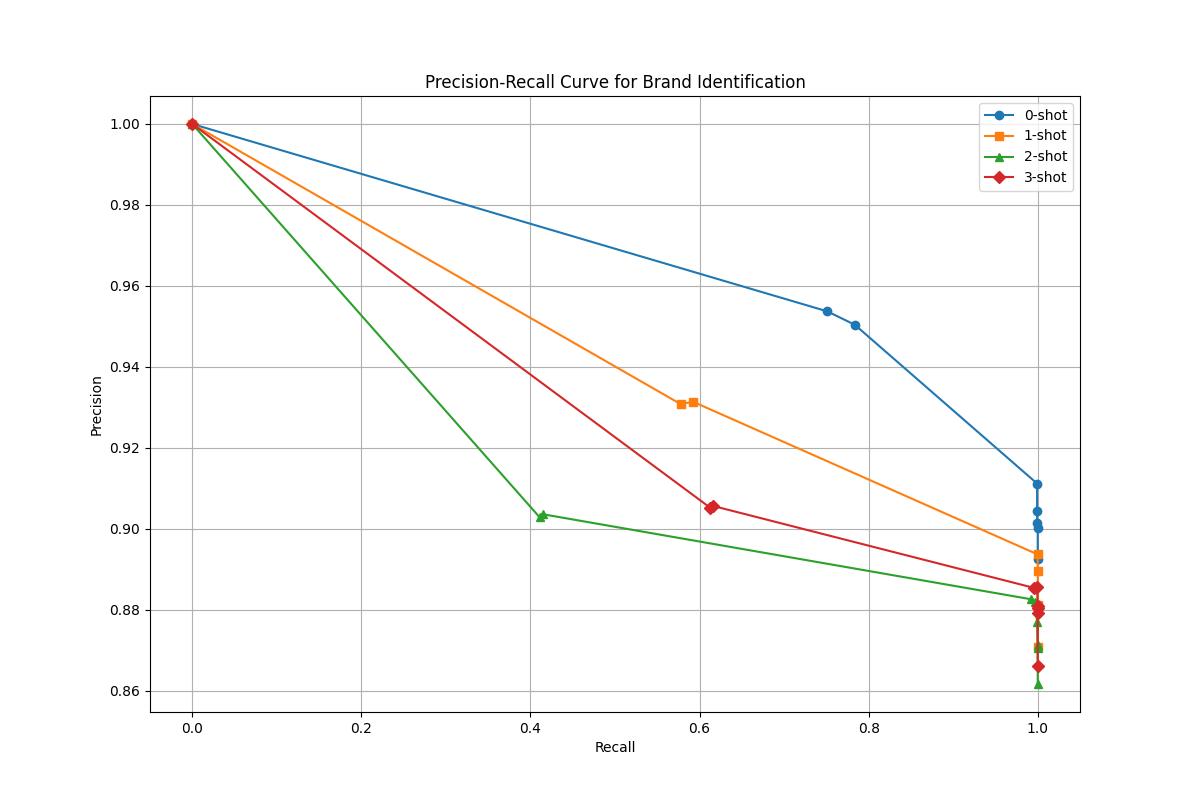 Precision-Recall Curve for Brand Identification
0-shot
1-shot
2-shot
3-shot
1.00
0.98
0.96
0.94
0.92
0.90
0.88
0.86
Precision
0.0 0.2 0.4 0.6 0.8 1.0
Recall